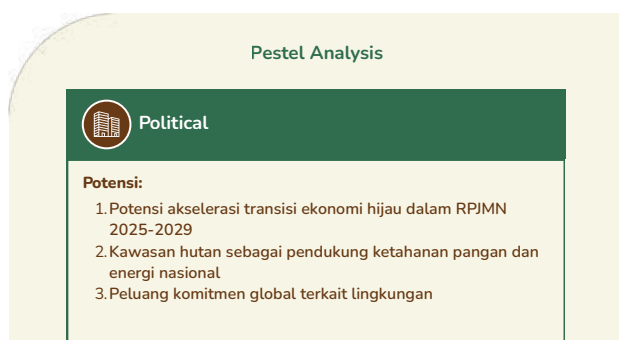 Pestel Analysis
Political
Potensi:
1. Potensi akselerasi transisi ekonomi hijau dalam RPJMN
2025-2029
2. Kawasan hutan sebagai pendukung ketahanan pangan dan
energi nasional
3. Peluang komitmen global terkait lingkungan